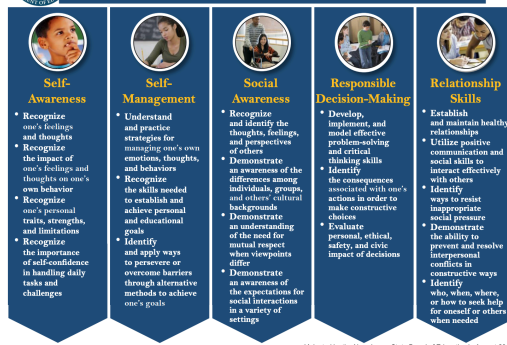 Self-
Awareness
• Recognize
one's feelings
and thoughts
• Recognize
the impact of
one's feelings and
thoughts on one's
own behavior
• Recognize
one's personal
traits, strengths,
and limitations
• Recognize
the importance
of self-confidence
in handling daily
tasks and
challenges
Self-
Management
• Understand
and practice
strategies for
managing one's own
emotions, thoughts,
and behaviors
• Recognize
the skills needed
to establish and
achieve personal
and educational
goals
• Identify
and apply ways
to persevere or
overcome barriers
through alternative
methods to achieve
one's goals
Social
Awareness
• Recognize
and identify the
thoughts, feelings,
and perspectives
of others
• Demonstrate
an awareness of the
differences among
individuals, groups,
and others' cultural
backgrounds
• Demonstrate
an understanding
of the need for
mutual respect
when viewpoints
differ
• Demonstrate
an awareness of
the expectations for
social interactions
in a variety of
settings
Responsible
Decision-Making
• Develop,
implement, and
model effective
problem-solving
and critical
thinking skills
• Identify
the consequences
associated with one's
actions in order to
make constructive
choices
• Evaluate
personal, ethical,
safety, and civic
impact of decisions
Relationship
Skills
• Establish
and maintain healthy
relationships
• Utilize positive
communication and
social skills to
interact effectively
with others
• Identify
ways to resist
inappropriate
social pressure
• Demonstrate
the ability to
prevent and resolve
interpersonal
conflicts in
constructive ways
• Identify
who, when, where,
or how to seek help
for oneself or others
when needed